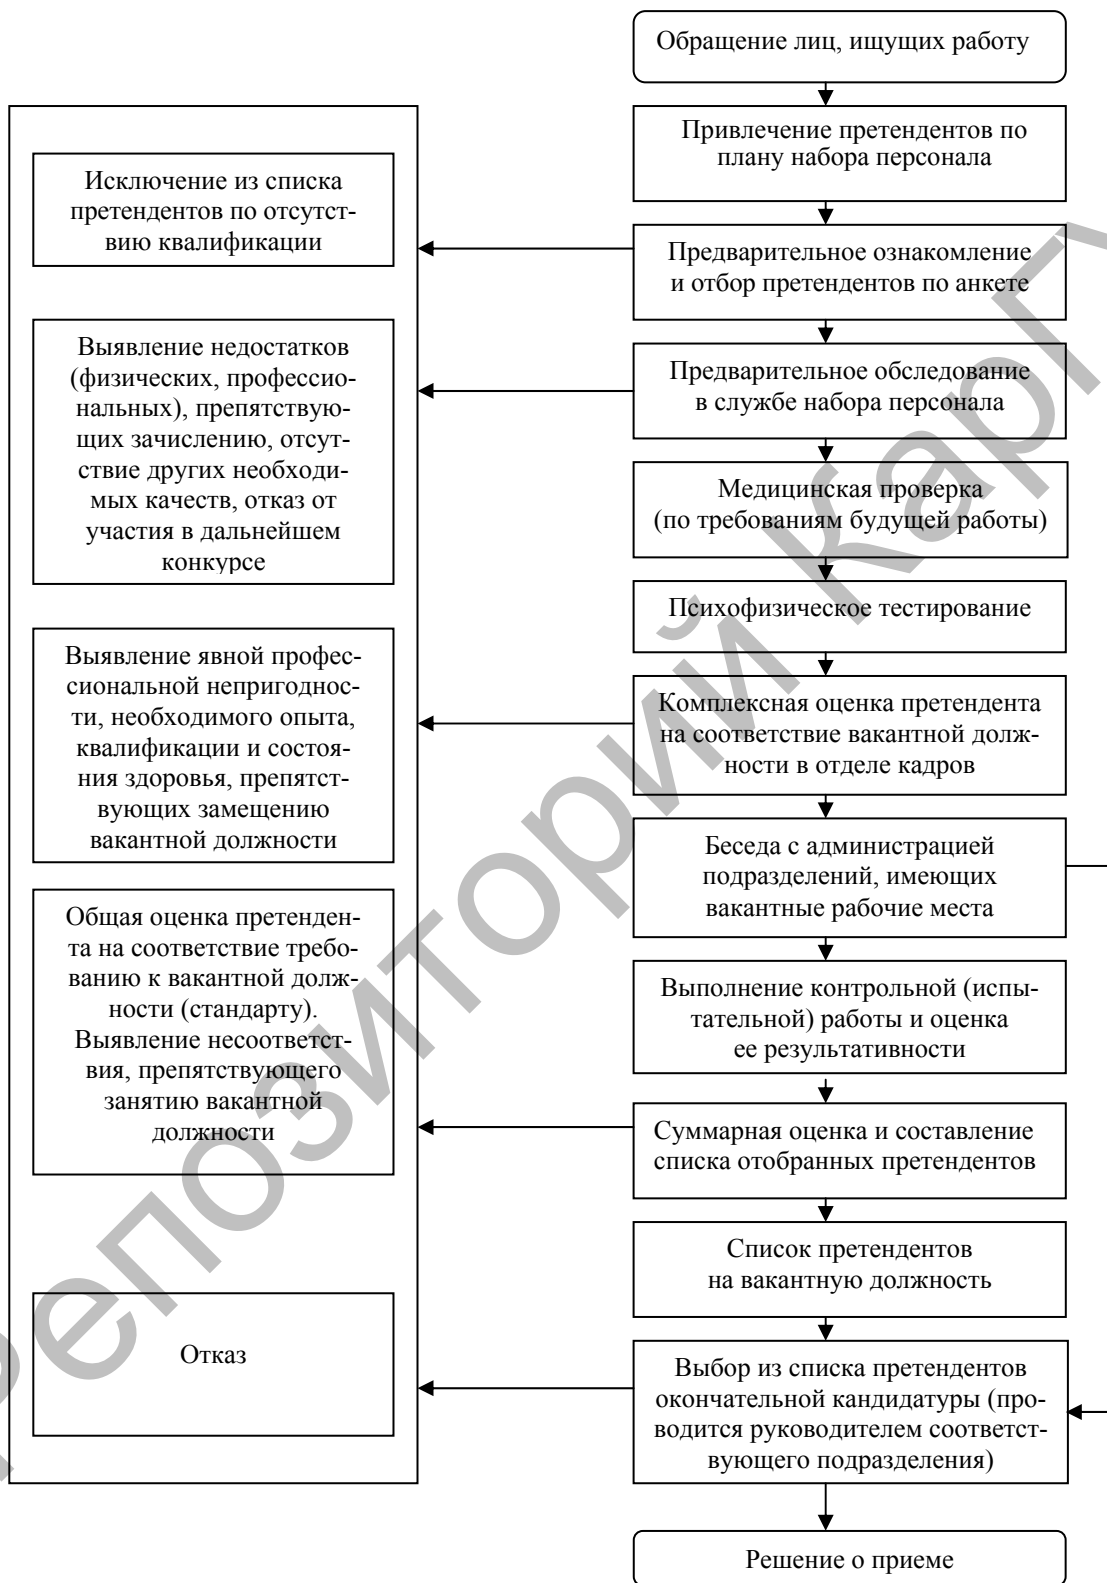 Обращение лиц, ищущих работу
Привлечение претендентов по
плану набора персонала
Исключение из списка
претендентов по отсутст-
вию квалификации
Предварительное ознакомление
и отбор претендентов по анкете
Выявление недостатков
(физических, профессио-
нальных), препятствую-
щих зачислению, отсут-
ствие других необходи-
мых качеств, отказ от
участия в дальнейшем
конкурсе
Предварительное обследование
в службе набора персонала
Медицинская проверка
(по требованиям будущей работы)
Психофизическое тестирование
Выявление явной профес-
сиональной непригоднос-
ти, необходимого опыта,
квалификации и состоя-
ния здоровья, препятст-
вующих замещению
вакантной должности
Комплексная оценка претендента
на соответствие вакантной долж-
ности в отделе кадров
Беседа с администрацией
подразделений, имеющих
вакантные рабочие места
Общая оценка претенден-
та на соответствие требо-
ванию к вакантной долж-
ности (стандарту).
Выявление несоответст-
вия, препятствующего
занятию вакантной
должности
Выполнение контрольной (испы-
тательной) работы и оценка
ее результативности
Суммарная оценка и составление
списка отобранных претендентов
Список претендентов
на вакантную должность
Отказ
Выбор из списка претендентов
окончательной кандидатуры (про-
водится руководителем соответст-
вующего подразделения)
Решение о приеме
Репозиторий КарГУ